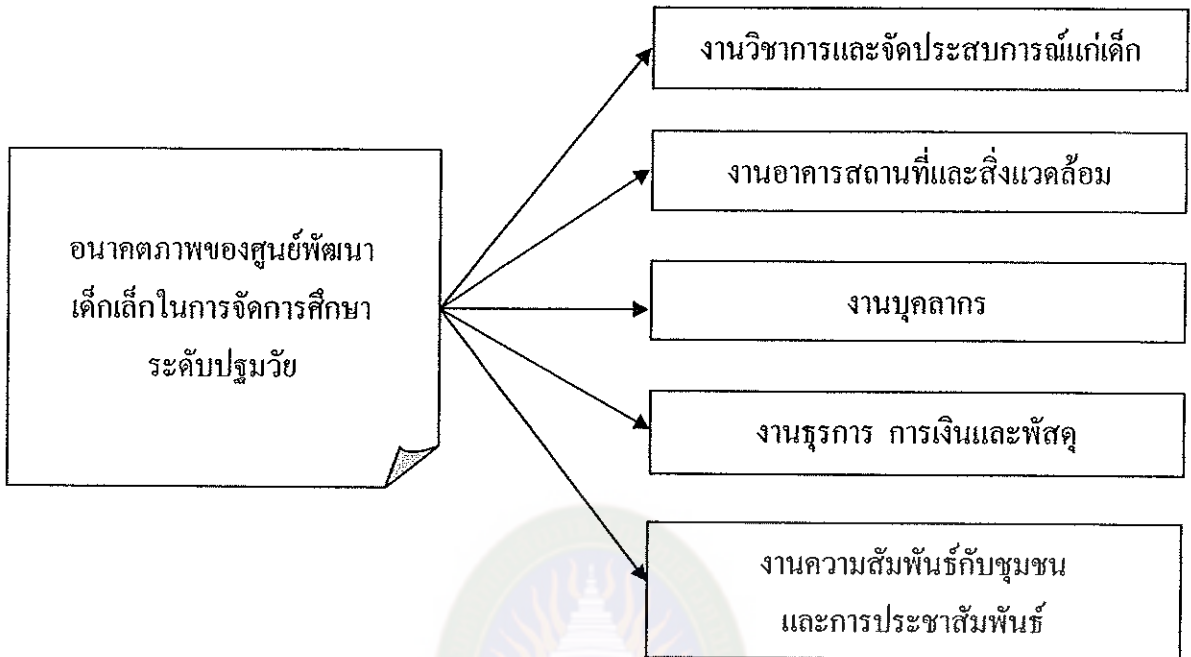 งานวิชาการและจัดประสบการณ์แก่เด็ก
งานอาคารสถานที่และสิ่งแวดล้อม
อนาคตภาพของศูนย์พัฒนา
เด็กเล็กในการจัดการศึกษา
ระดับปฐมวัย
งานบุคลากร
งานธุรการ การเงินและพัสดุ
งานความสัมพันธ์กับชุมชน
และการประชาสัมพันธ์